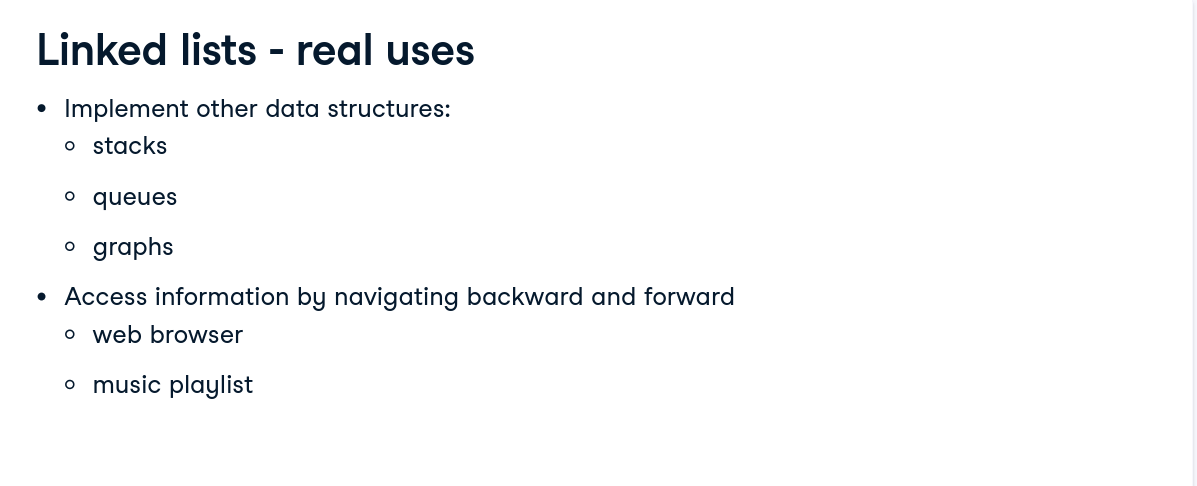 Linked lists - real uses
• Implement other data structures:
◦ stacks
◦ queues
◦ graphs
• Access information by navigating backward and forward
◦ web browser
◦ music playlist